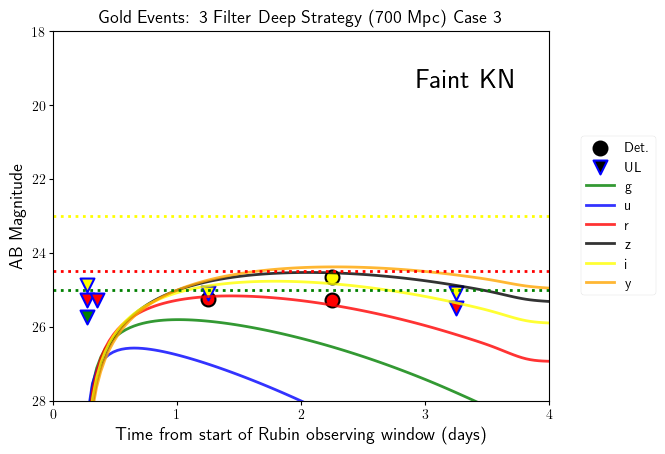 Gold Events: 3 Filter Deep Strategy (700 Mpc) Case 3
18
20
22
24
26
28
AB Magnitude
Faint KN
0 1 2 3 4
Time from start of Rubin observing window (days)
Det.
UL
g
u
r
z
i
y